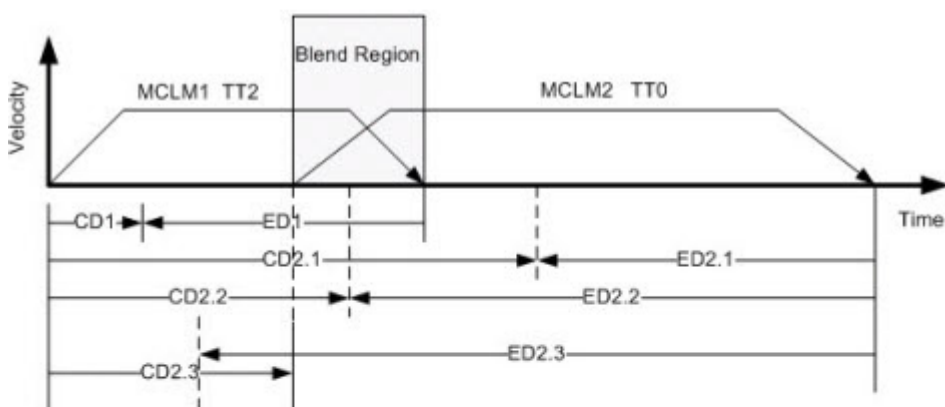 Blend Region
MCLM1 TT2
MCLM2 TT0
Velocity
Time
CD1
ED1
CD2.1
ED2.1
CD2.2
ED2.2
ED2.3
CD2.3